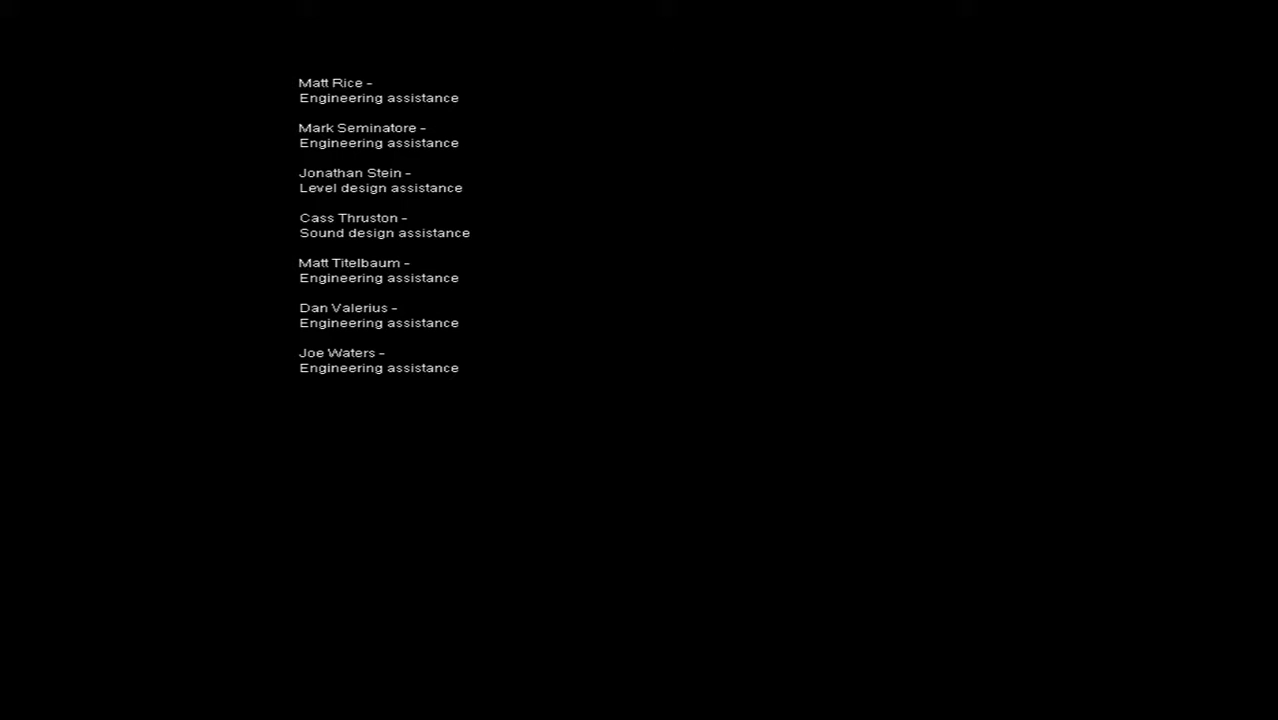 Matt Rice -
Engineering assistance
Mark Seminatore -
Engineering assistance
Jonathan Stein -
Level design assistance
Cass Thruston -
Sound design assistance
Matt Titelbaum -
Engineering assistance
Dan Valerius -
Engineering assistance
Joe Waters -
Engineering assistance